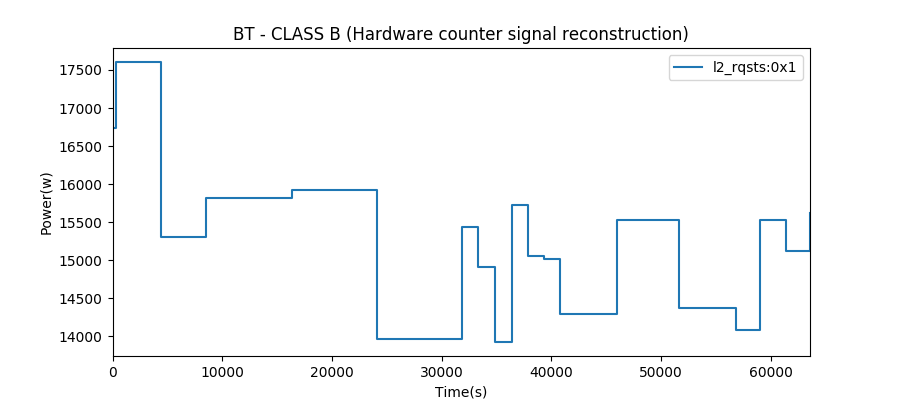 BT - CLASS B (Hardware counter signal reconstruction)
l2_rqsts:0x1
17500
17000
16500
16000
15500
15000
14500
14000
Power(w)
0 10000 20000 30000 40000 50000 60000
Time(s)